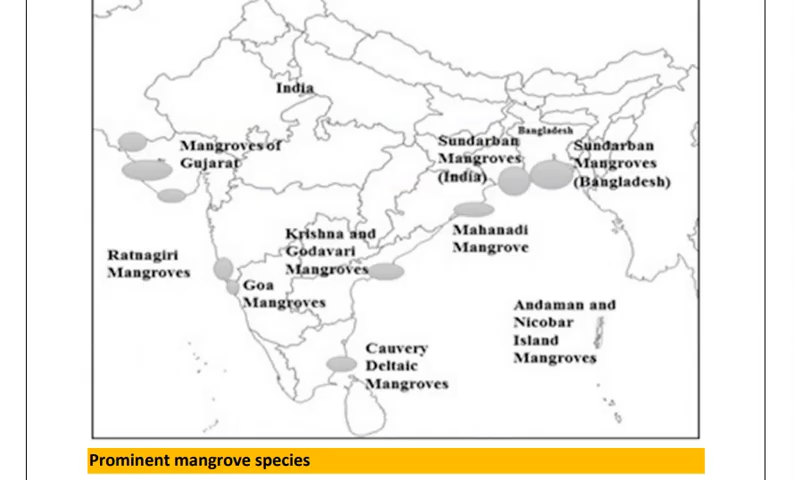 India
Bangladesh
Mangroves of
Gujarat
Sundarban
Mangroves
(India)
Sundarban
Mangroves
(Bangladesh)
Mahanadi
Mangrove
Krishna and
Godavari
Mangroves
Ratnagiri
Mangroves
Goa
Mangroves
Andaman and
Nicobar
Island
Mangroves
Cauvery
Deltaic
Mangroves
Prominent mangrove species